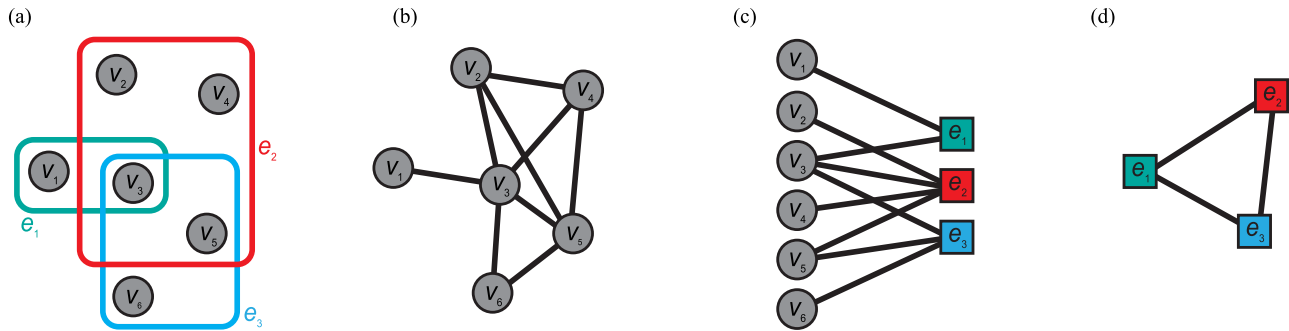 (a)
v₂
v₄
e₂
v₁
v₃
e₁
v₅
v₆
e₃
(b)
v₂
v₄
v₁
v₃
v₅
v₆
(c)
v₁
v₂
e₁
v₃
e₂
v₄
e₃
v₅
v₆
(d)
e₂
e₁
e₃